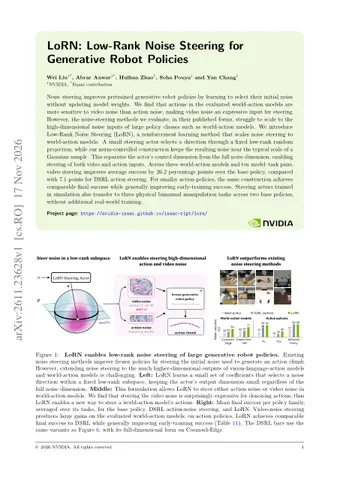 LoRN: Low-Rank Noise Steering for
Generative Robot Policies
Wei Liu
NVIDIA, *Equal contribution
Noise steering improves pretrained generative robot policies by learning to select their initial noise
without updating model weights. We find that actions in the evaluated world-action models are
more sensitive to video noise than action noise, making video noise an expressive input for steering.
However, the noise-steering methods we evaluate, in their published forms, struggle to scale to the
high-dimensional noise inputs of large policy classes such as world-action models. We introduce
Low-Rank Noise Steering (LoRN), a reinforcement learning method that scales noise steering to
world-action models. A small steering actor selects a direction through a fixed low-rank random
projection, while our norm-controlled construction keeps the resulting noise near the typical scale of a
Gaussian sample. This separates the actor's control dimension from the full noise dimension, enabling
steering of both video and action inputs. Across three world-action models and ten model-task pairs,
video steering improves average success by 26.2 percentage points over the base policy, compared
with 7.1 points for DSRL action steering. For smaller action policies, the same construction achieves
comparable final success while generally improving early-training success. Steering actors trained
in simulation also transfer to three physical bimanual manipulation tasks across two base policies,
without additional real-world training.
Project page:
NVIDIA
arXiv:2611.23628v1 [cs.RO] 17 Nov 2026
Steer noise in a low-rank subspace
LoRN enables steering high-dimensional
action and video noise
LoRN outperforms existing
noise steering methods
LoRN Steering Actor
video noise
action noise
frozen generative
robot policy
action chunk
World-action models
Action policies
Figure 1: LoRN enables low-rank noise steering of large generative robot policies. Existing
noise steering methods improve frozen policies by steering the initial noise used to generate an action chunk.
However, extending noise steering to the much higher-dimensional outputs of vision-language-action models
and world-action models is challenging. Left: LoRN learns a small set of coefficients that selects a noise
direction within a fixed low-rank subspace, keeping the actor's output dimension small regardless of the
full noise dimension. Middle: This formulation allows LoRN to steer either action noise or video noise in
world-action models. We find that steering the video noise is surprisingly expressive for denoising actions, thus
LoRN enables a new way to steer a world-action model's actions. Right: Mean final success per policy family,
averaged over its tasks, for the base policy, DSRL action-noise steering, and LoRN. Video-noise steering
produces large gains on the evaluated world-action models; on action policies, LoRN achieves comparable
final success to DSRL while generally improving early-training success (Table 11). The DSRL bars use the
same variants as Figure 6, with its full-dimensional form on Cosmos3-Edge.
© 2026 NVIDIA. All rights reserved.
1